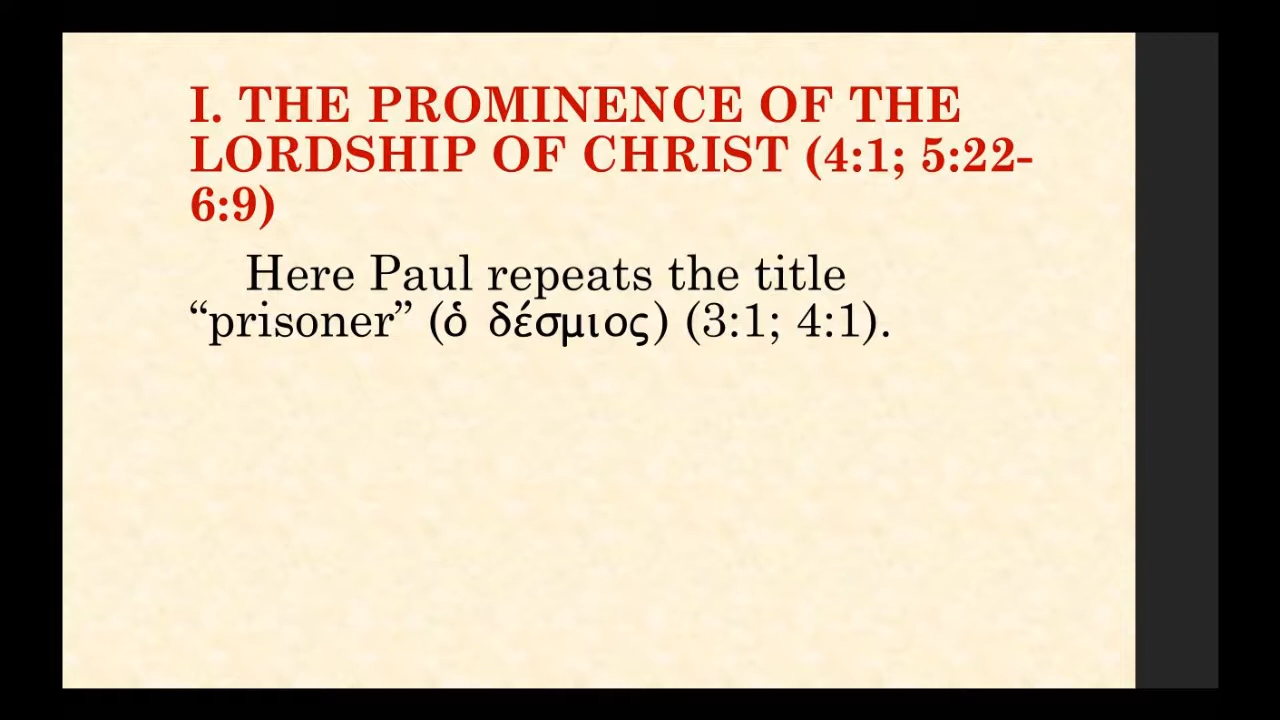 I. THE PROMINENCE OF THE
LORDSHIP OF CHRIST (4:1; 5:22-
6:9)
Here Paul repeats the title
“prisoner” (ὁ δέσμιος) (3:1; 4:1).